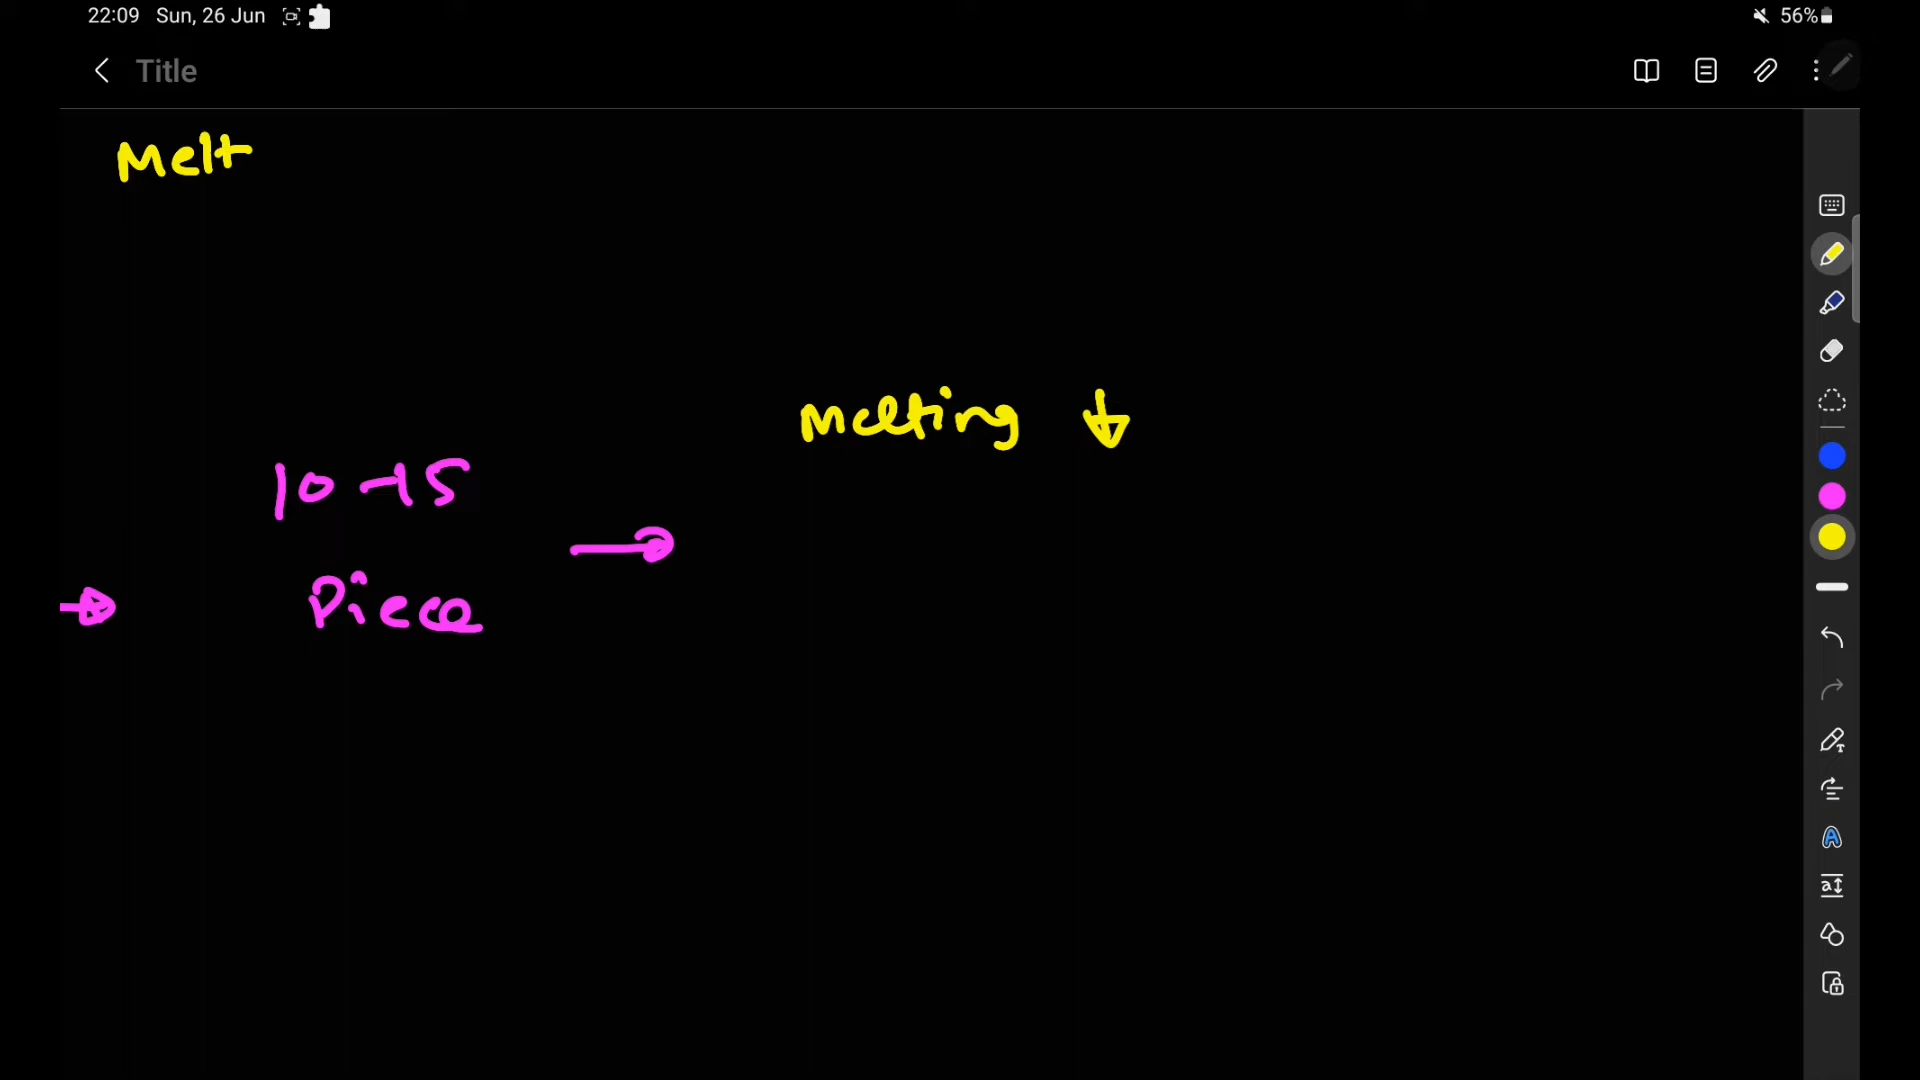 22:09 Sun, 26 Jun 56%
Title
Melt
Melting ↓
10-15 →
→ Piece